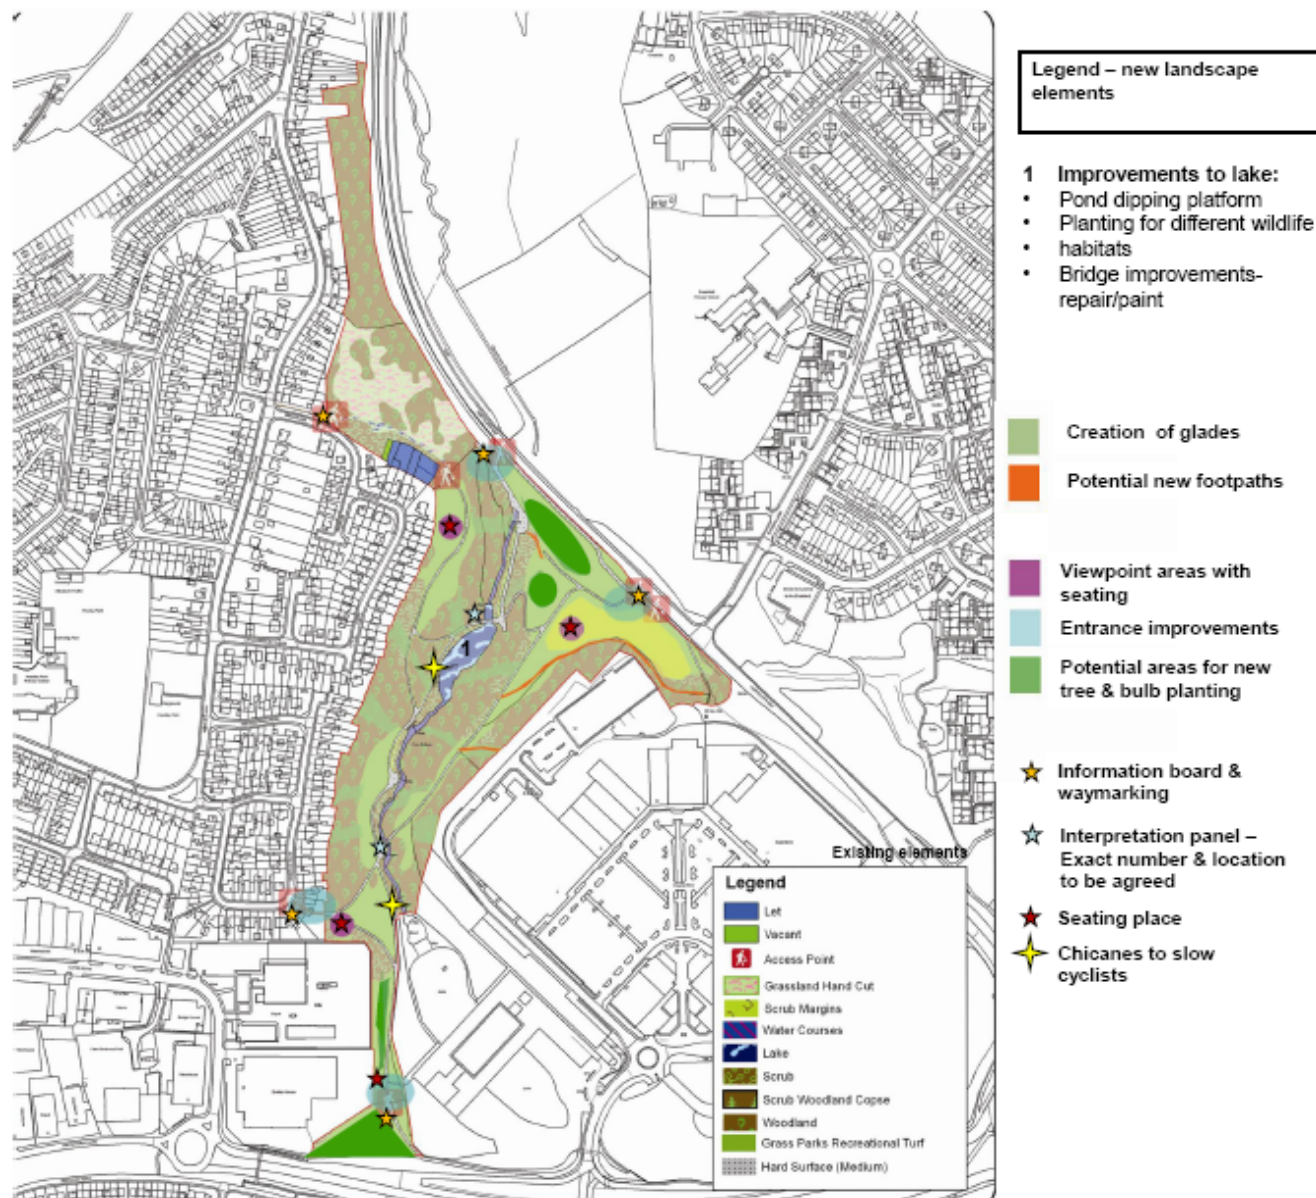 Legend – new landscape
elements
1 Improvements to lake:
• Pond dipping platform
• Planting for different wildlife
• habitats
• Bridge improvements-
repair/paint
Creation of glades
Potential new footpaths
Viewpoint areas with
seating
Entrance improvements
Potential areas for new
tree & bulb planting
Information board &
waymarking
Interpretation panel –
Exact number & location
to be agreed
Seating place
Chicanes to slow
cyclists
1
Existing elements
Legend
Let
Vacant
Access Point
Grassland Hand Cut
Scrub Margins
Water Courses
Lake
Scrub
Scrub Woodland Copse
Woodland
Grass Parks Recreational Turf
Hard Surface (Medium)